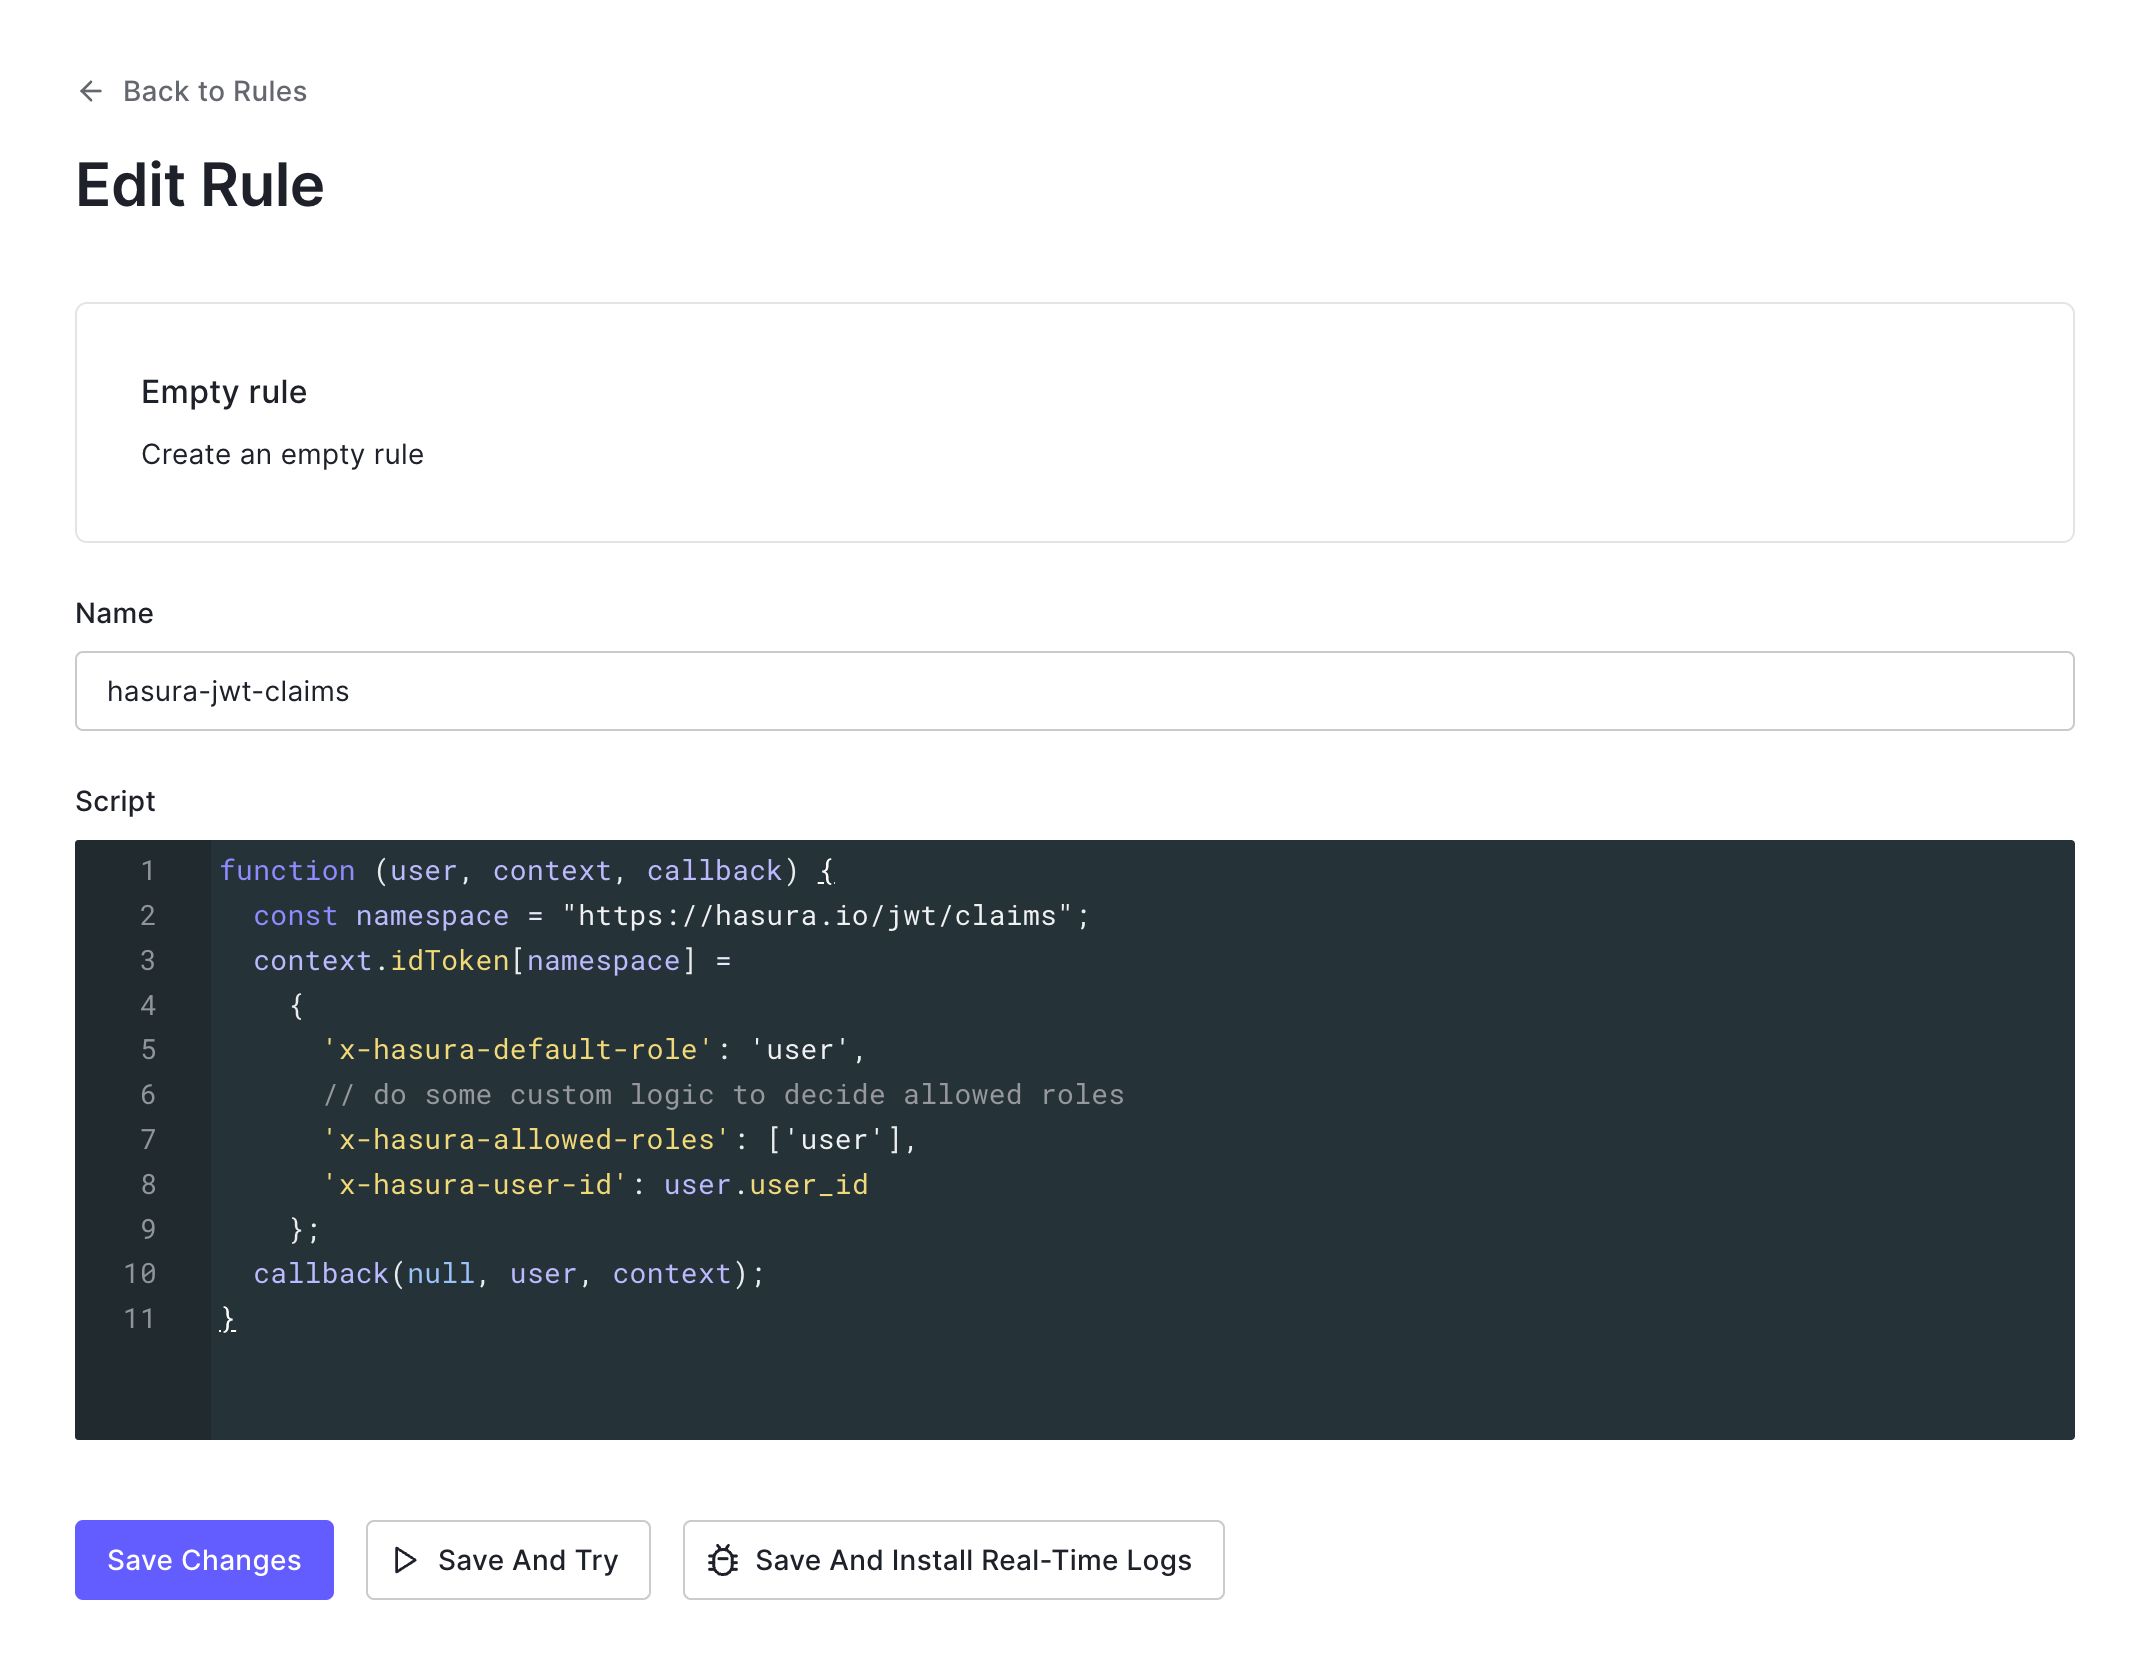 Back to Rules
Edit Rule
Empty rule
Create an empty rule
Name
hasura-jwt-claims
Script
1 function (user, context, callback) {
2   const namespace = "https://hasura.io/jwt/claims";
3   context.idToken[namespace] =
4     {
5       'x-hasura-default-role': 'user',
6       // do some custom logic to decide allowed roles
7       'x-hasura-allowed-roles': ['user'],
8       'x-hasura-user-id': user.user_id
9     };
10   callback(null, user, context);
11 }
Save Changes Save And Try Save And Install Real-Time Logs